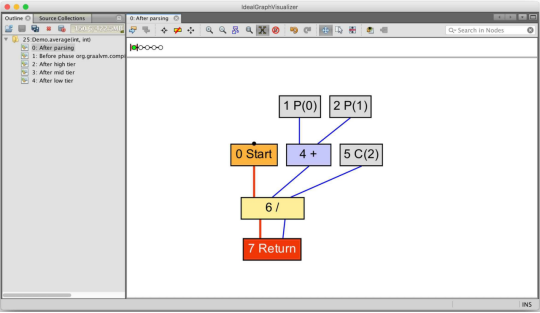 IdealGraphVisualizer
Outline
Source Collections
0: After parsing
Search in Nodes
25:Demo.average(int, int)
0: After parsing
1: Before phase org.graalvm.compi
2: After high tier
3: After mid tier
4: After low tier
1 P(0)
2 P(1)
0 Start
4 +
5 C(2)
6 /
7 Return
INS